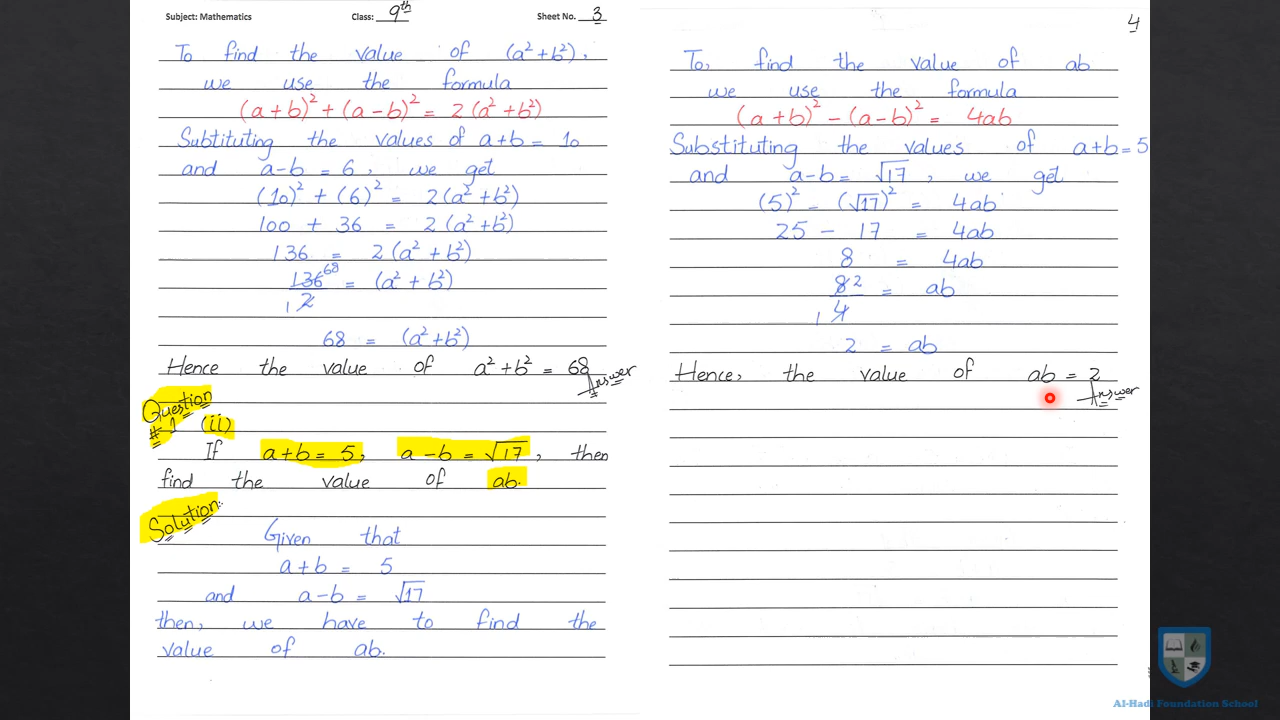 Subject: Mathematics Class: 9th Sheet No. 3
To find the value of (a² + b²),
we use the formula
(a + b)² + (a – b)² = 2 (a² + b²)
Subtituting the values of a + b = 10
and a – b = 6, we get
(10)² + (6)² = 2 (a² + b²)
100 + 36 = 2 (a² + b²)
136 = 2 (a² + b²)
136 68 = (a² + b²)
1 2
68 = (a² + b²)
Hence the value of a² + b² = 68
Answer
Question
# 1 (ii)
If a + b = 5, a – b = √17, then
find the value of ab.
Solution:
Given that
a + b = 5
and a – b = √17
then, we have to find the
value of ab.
4
To, find the value of ab
we use the formula
(a + b)² – (a – b)² = 4ab
Substituting the values of a + b = 5
and a – b = √17, we get
(5)² – (√17)² = 4ab
25 – 17 = 4ab
8 = 4ab
8 2 = ab
1 4
2 = ab
Hence, the value of ab = 2
Answer
Al-Hadi Foundation School